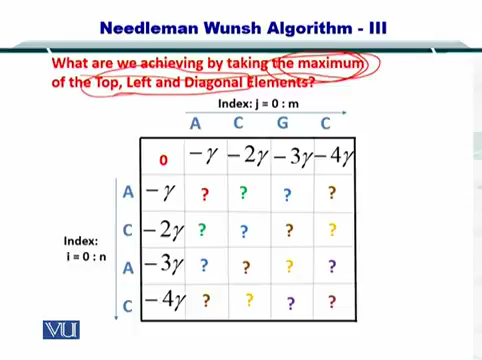 Needleman Wunsh Algorithm - III
What are we achieving by taking the maximum
of the Top, Left and Diagonal Elements?
Index: j = 0 : m
A C G C
0 −γ −2γ −3γ −4γ
A −γ ? ? ? ?
C −2γ ? ? ? ?
Index:
i = 0 : n
A −3γ ? ? ? ?
C −4γ ? ? ? ?
VU